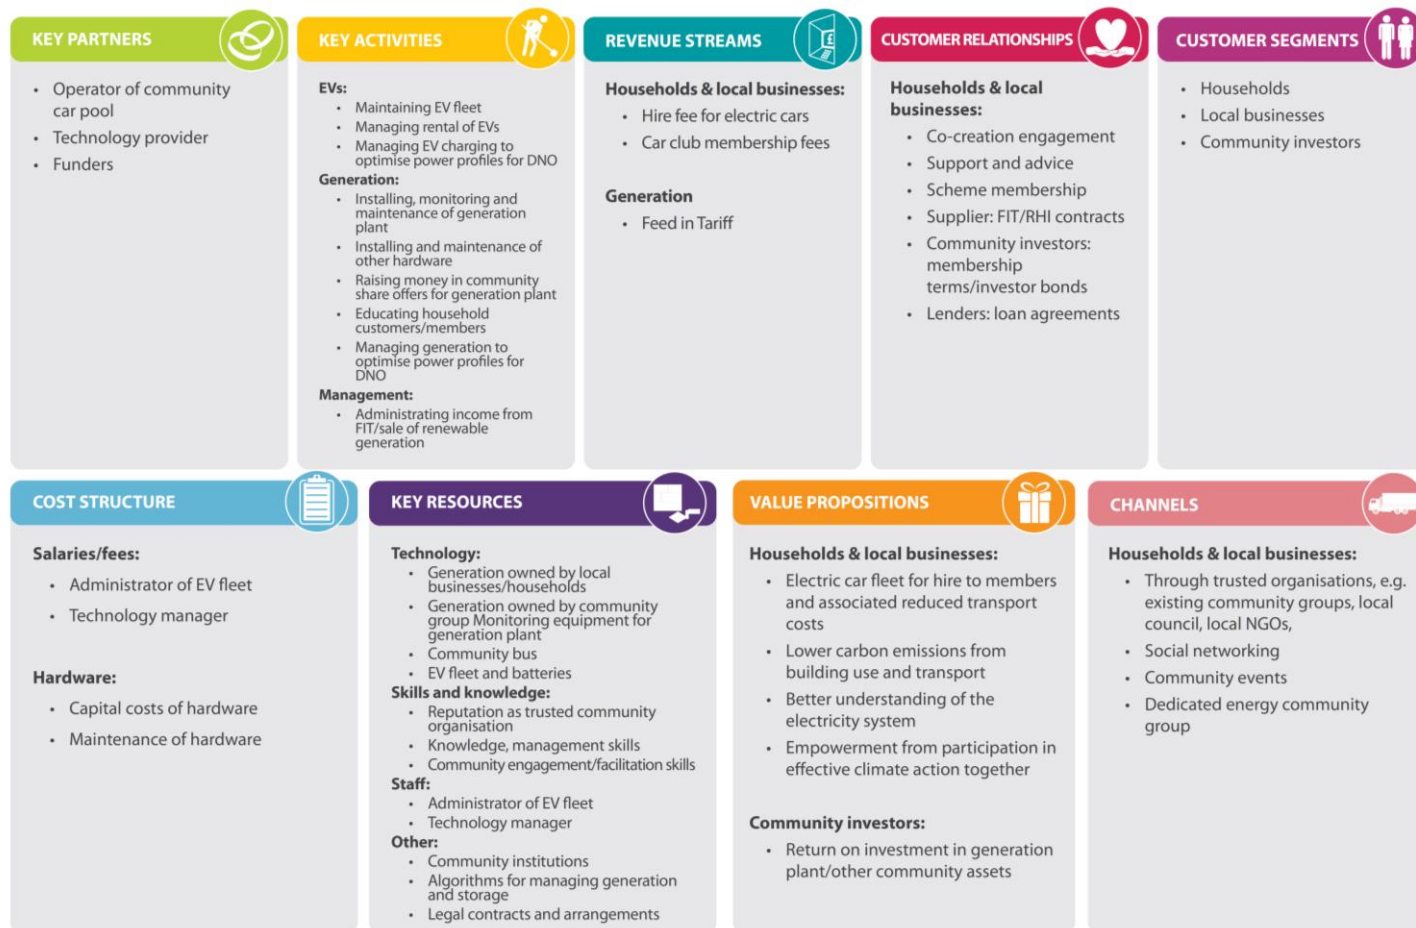 KEY PARTNERS
• Operator of community
car pool
• Technology provider
• Funders
KEY ACTIVITIES
EVs:
• Maintaining EV fleet
• Managing rental of EVs
• Managing EV charging to
optimise power profiles for DNO
Generation:
• Installing, monitoring and
maintenance of generation
plant
• Installing and maintenance of
other hardware
• Raising money in community
share offers for generation plant
• Educating household
customers/members
• Managing generation to
optimise power profiles for
DNO
Management:
• Administrating income from
FIT/sale of renewable
generation
REVENUE STREAMS
£
Households & local businesses:
• Hire fee for electric cars
• Car club membership fees
Generation
• Feed in Tariff
CUSTOMER RELATIONSHIPS
Households & local
businesses:
• Co-creation engagement
• Support and advice
• Scheme membership
• Supplier: FIT/RHI contracts
• Community investors:
membership
terms/investor bonds
• Lenders: loan agreements
CUSTOMER SEGMENTS
• Households
• Local businesses
• Community investors
COST STRUCTURE
Salaries/fees:
• Administrator of EV fleet
• Technology manager
Hardware:
• Capital costs of hardware
• Maintenance of hardware
KEY RESOURCES
Technology:
• Generation owned by local
businesses/households
• Generation owned by community
group Monitoring equipment for
generation plant
• Community bus
• EV fleet and batteries
Skills and knowledge:
• Reputation as trusted community
organisation
• Knowledge, management skills
• Community engagement/facilitation skills
Staff:
• Administrator of EV fleet
• Technology manager
Other:
• Community institutions
• Algorithms for managing generation
and storage
• Legal contracts and arrangements
VALUE PROPOSITIONS
Households & local businesses:
• Electric car fleet for hire to members
and associated reduced transport
costs
• Lower carbon emissions from
building use and transport
• Better understanding of the
electricity system
• Empowerment from participation in
effective climate action together
Community investors:
• Return on investment in generation
plant/other community assets
CHANNELS
Households & local businesses:
• Through trusted organisations, e.g.
existing community groups, local
council, local NGOs,
• Social networking
• Community events
• Dedicated energy community
group